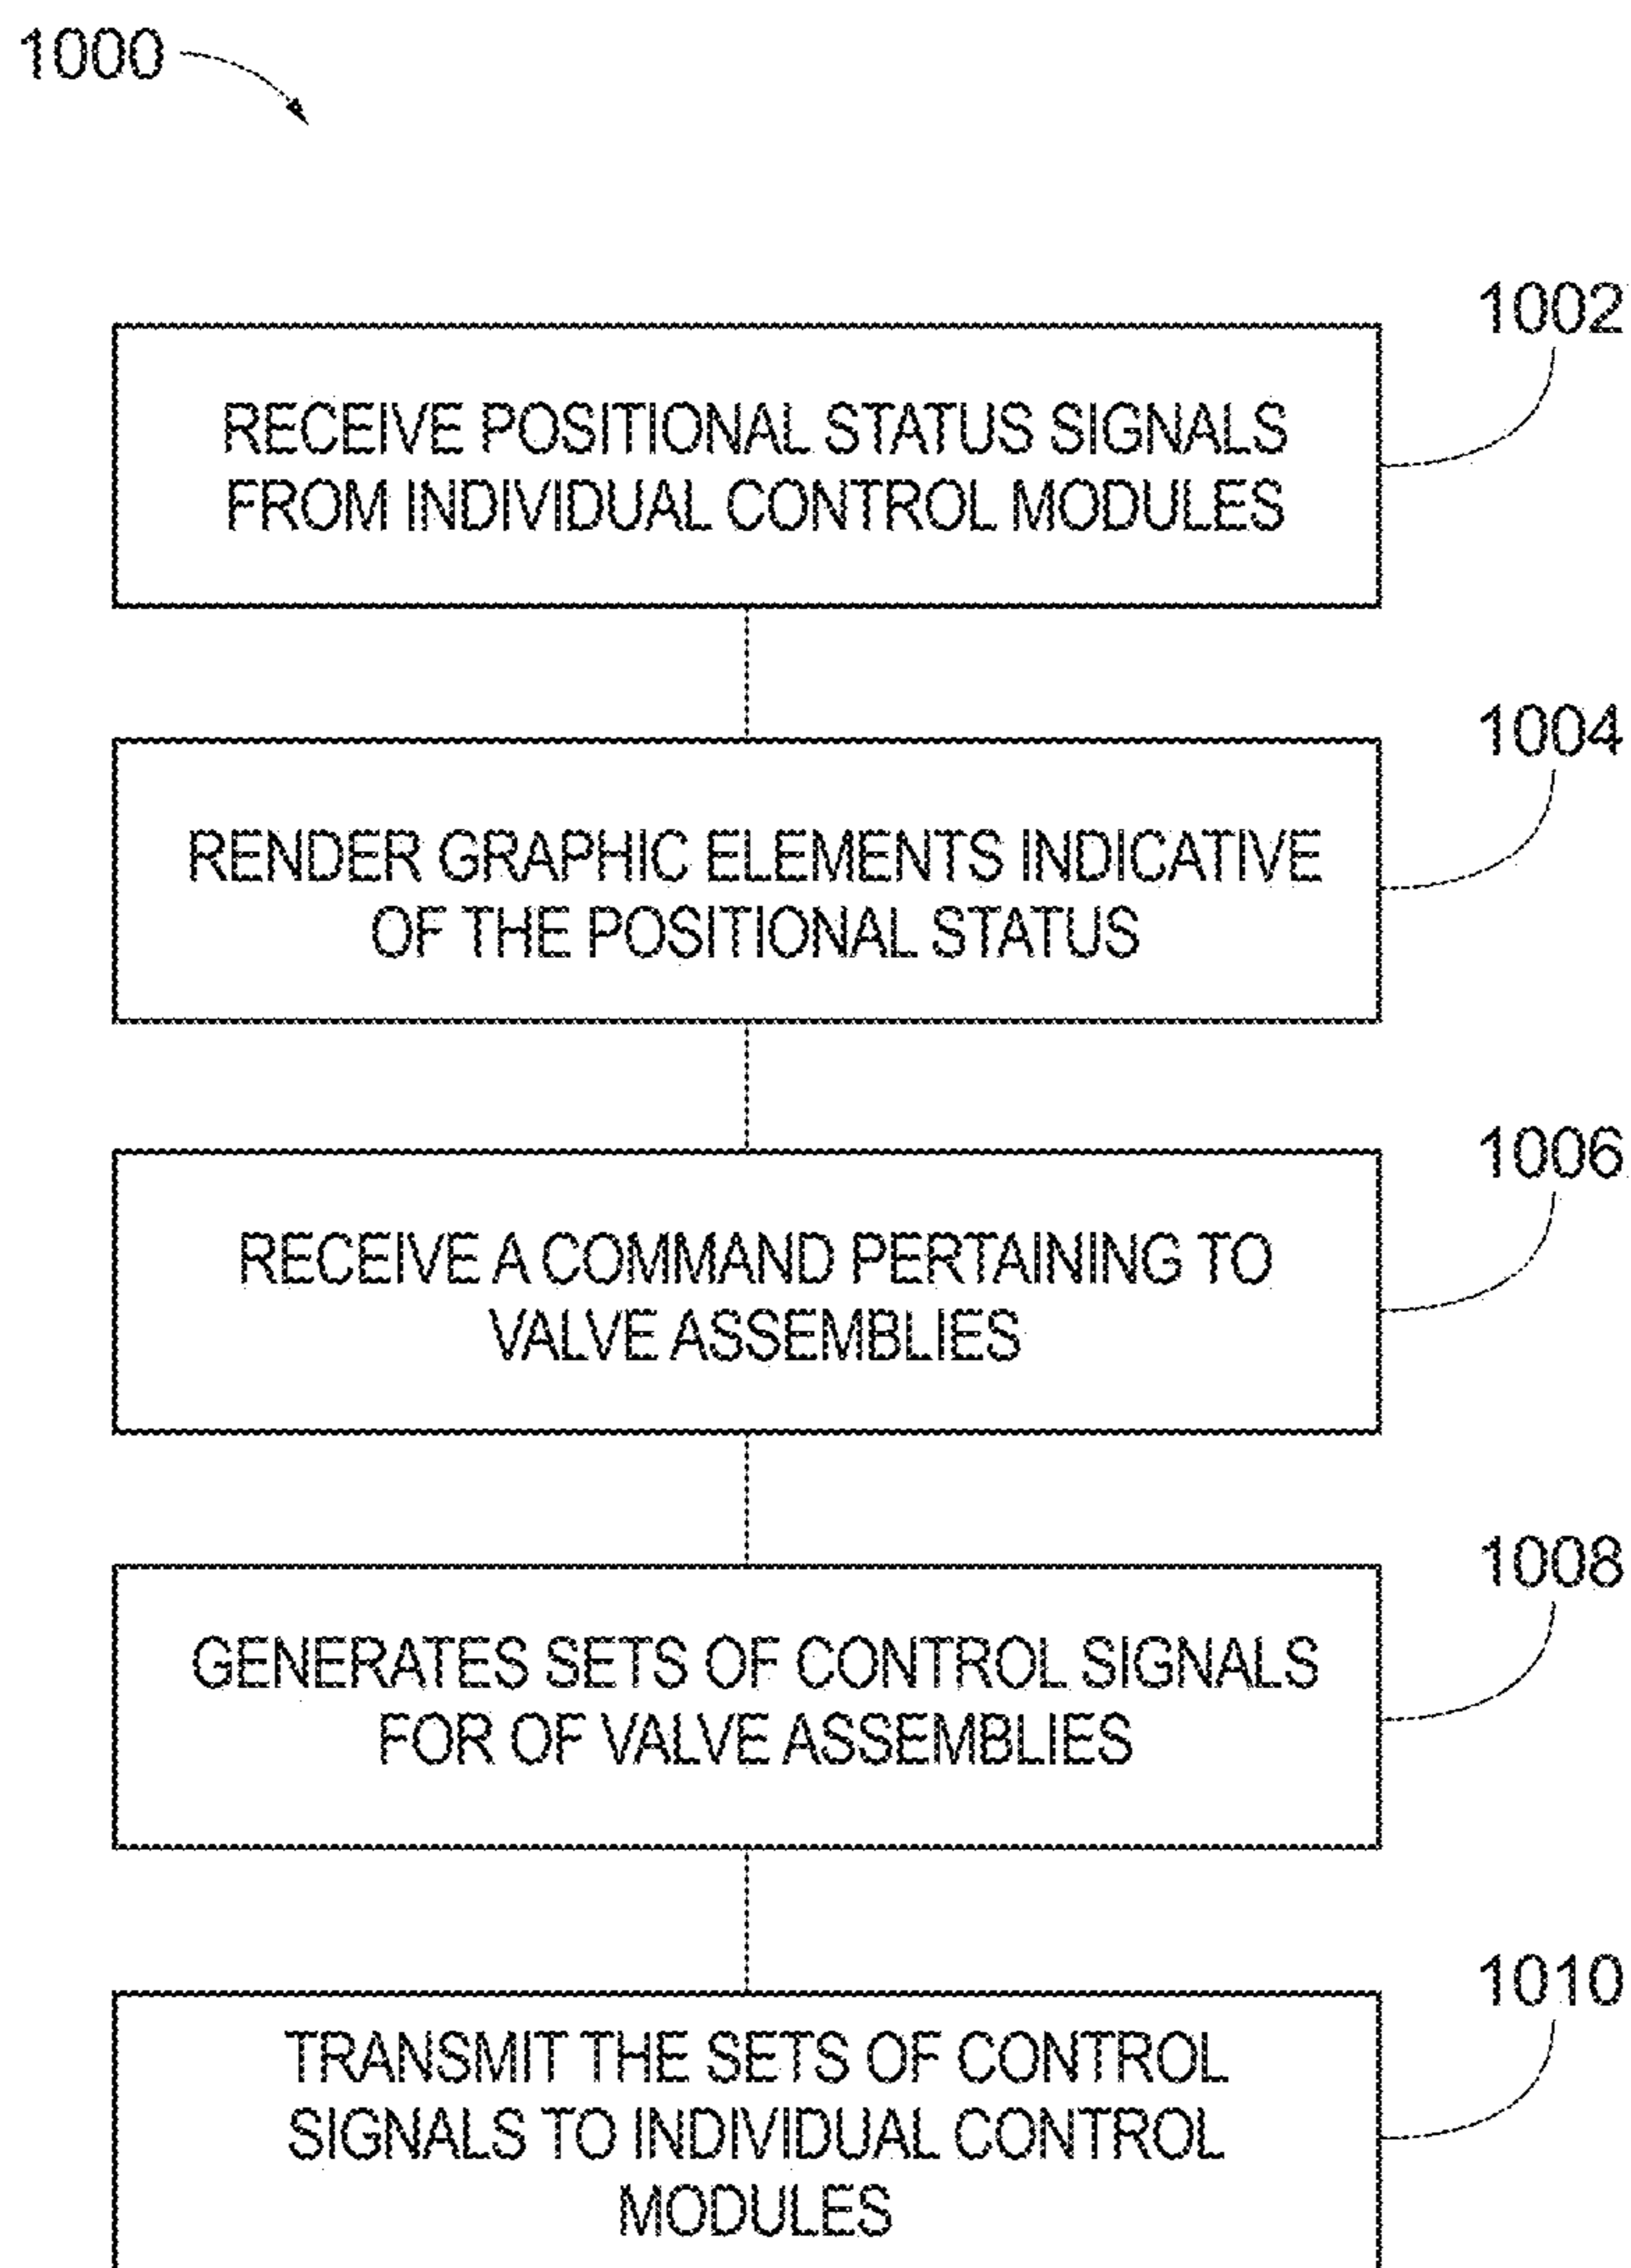 1000
1002
RECEIVE POSITIONAL STATUS SIGNALS
FROM INDIVIDUAL CONTROL MODULES
1004
RENDER GRAPHIC ELEMENTS INDICATIVE
OF THE POSITIONAL STATUS
1006
RECEIVE A COMMAND PERTAINING TO
VALVE ASSEMBLIES
1008
GENERATES SETS OF CONTROL SIGNALS
FOR OF VALVE ASSEMBLIES
1010
TRANSMIT THE SETS OF CONTROL
SIGNALS TO INDIVIDUAL CONTROL
MODULES